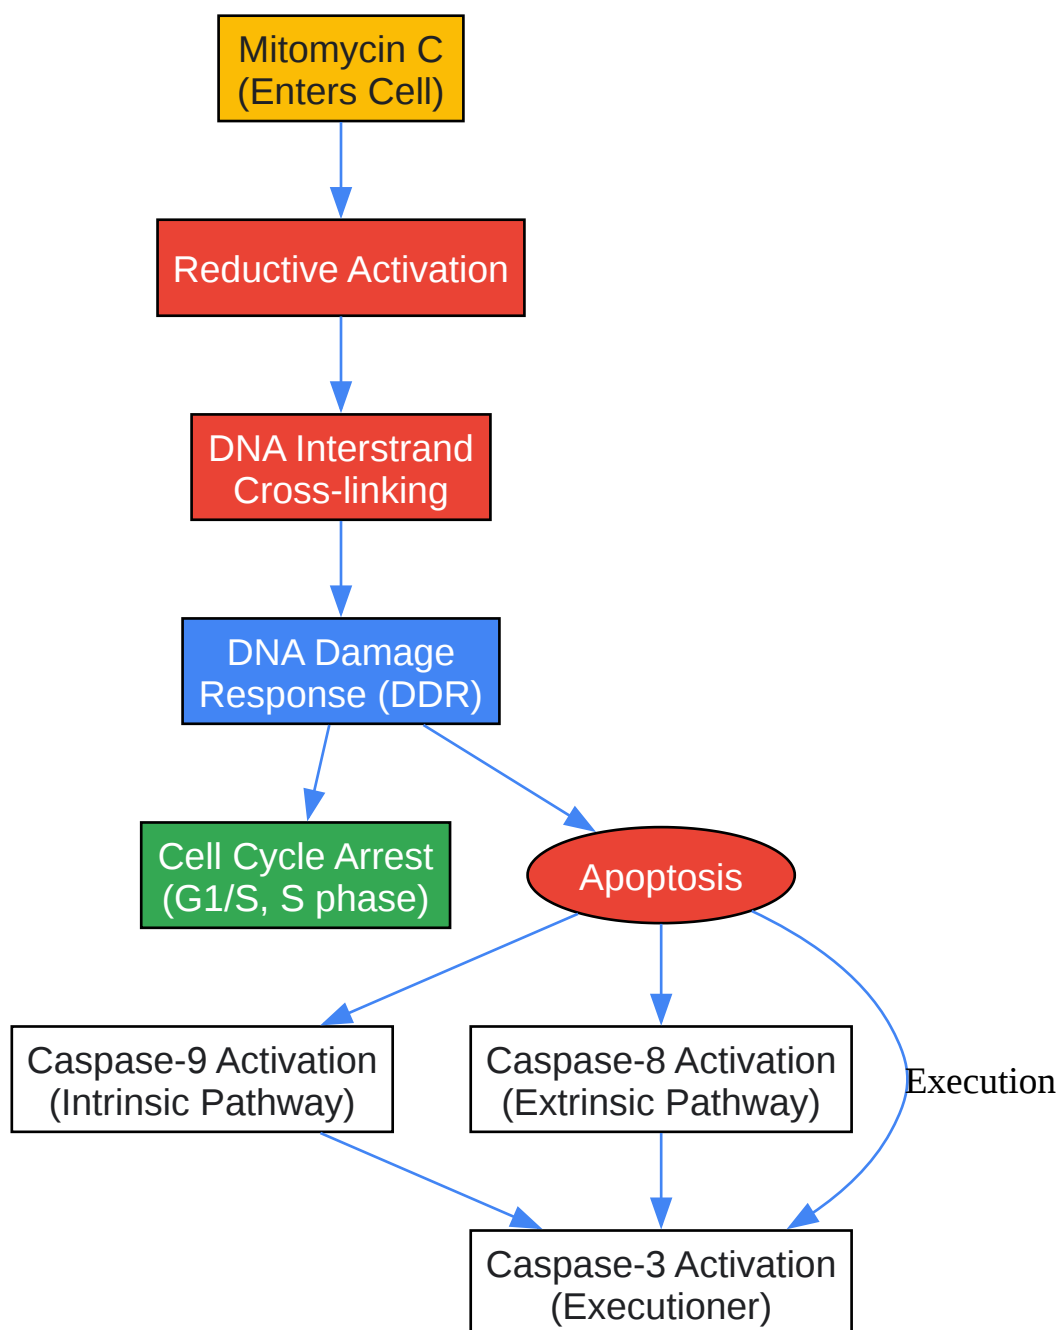 Mitomycin C
(Enters Cell)
Reductive Activation
DNA Interstrand
Cross-linking
DNA Damage
Response (DDR)
Cell Cycle Arrest
(G1/S, S phase)
Apoptosis
Caspase-9 Activation
(Intrinsic Pathway)
Caspase-8 Activation
(Extrinsic Pathway)
Execution
Caspase-3 Activation
(Executioner)